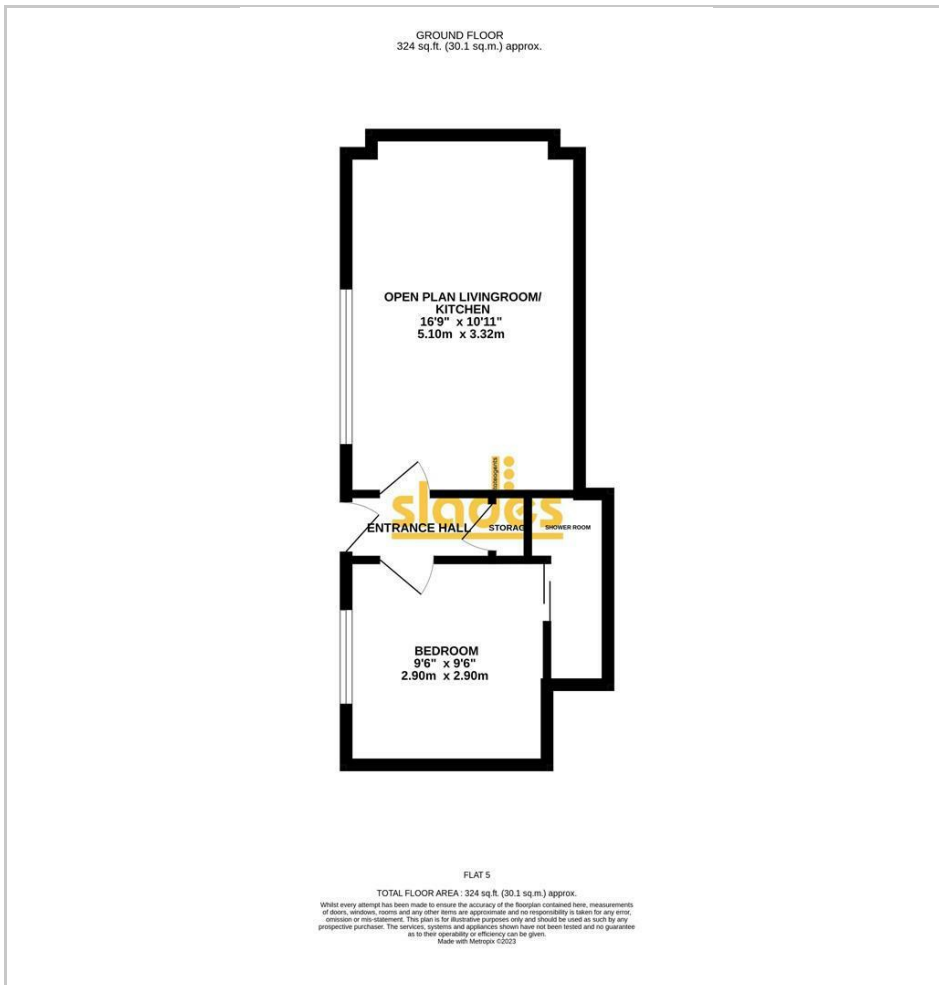 GROUND FLOOR
324 sq.ft. (30.1 sq.m.) approx.
OPEN PLAN LIVINGROOM/
KITCHEN
16'9" x 10'11"
5.10m x 3.32m
estateagents
slades
ENTRANCE HALL
STORAGE
SHOWER ROOM
BEDROOM
9'6" x 9'6"
2.90m x 2.90m
FLAT 5
TOTAL FLOOR AREA : 324 sq.ft. (30.1 sq.m.) approx.
Whilst every attempt has been made to ensure the accuracy of the floorplan contained here, measurements
of doors, windows, rooms and any other items are approximate and no responsibility is taken for any error,
omission or mis-statement. This plan is for illustrative purposes only and should be used as such by any
prospective purchaser. The services, systems and appliances shown have not been tested and no guarantee
as to their operability or efficiency can be given.
Made with Metropix ©2023